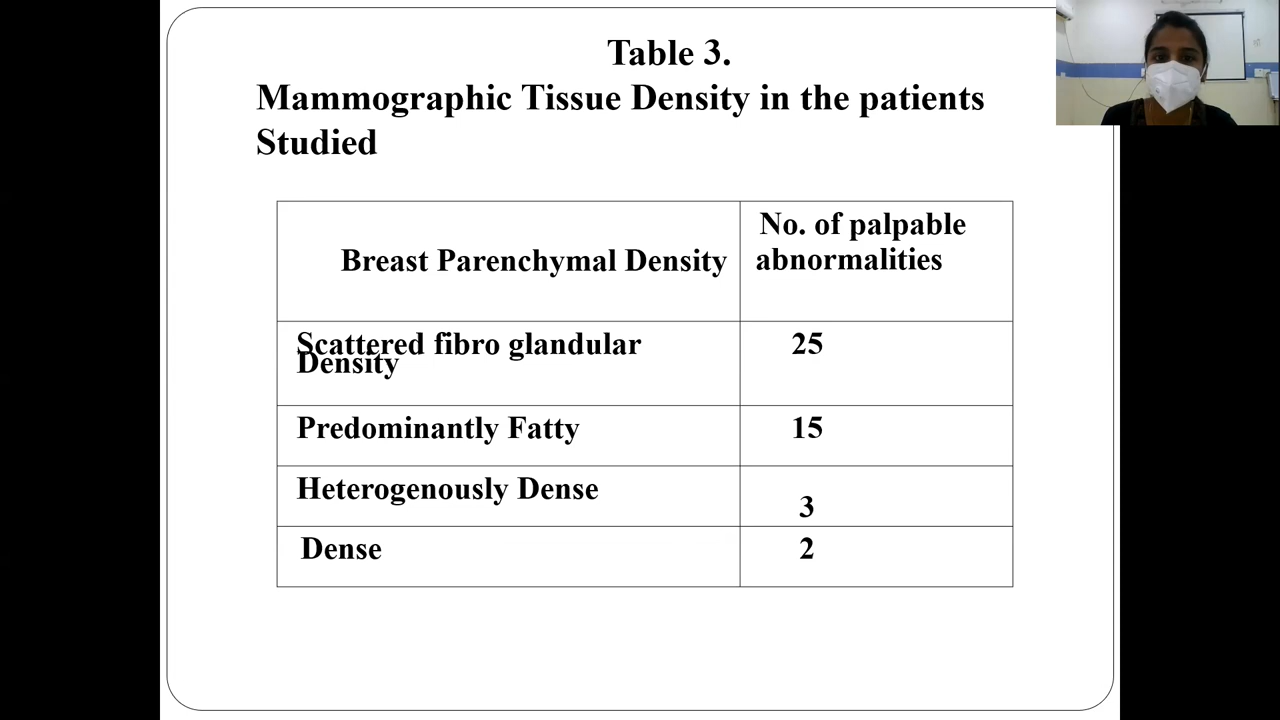 Table 3.
Mammographic Tissue Density in the patients
Studied
Breast Parenchymal Density
No. of palpable
abnormalities
Scattered fibro glandular
Density
25
Predominantly Fatty
15
Heterogenously Dense
3
Dense
2